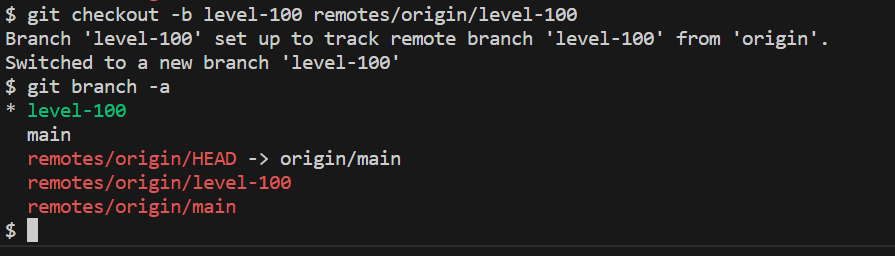 $ git checkout -b level-100 remotes/origin/level-100
Branch 'level-100' set up to track remote branch 'level-100' from 'origin'.
Switched to a new branch 'level-100'
$ git branch -a
* level-100
  main
  remotes/origin/HEAD -> origin/main
  remotes/origin/level-100
  remotes/origin/main
$